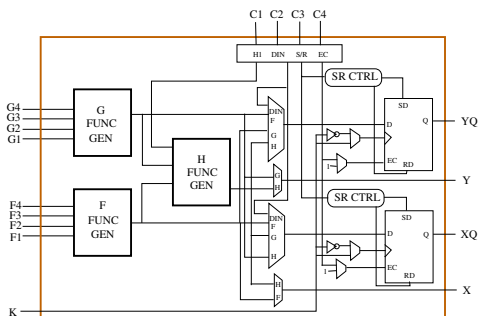 C1 C2 C3 C4
H1 DIN S/R EC
SR CTRL
G4
G3
G2
G1
G
FUNC
GEN
DIN
F
G
H
SD
D
Q
YQ
EC
RD
1
H
FUNC
GEN
G
H
Y
F4
F3
F2
F1
F
FUNC
GEN
SR CTRL
DIN
F
G
H
SD
D
Q
XQ
EC
RD
1
H
F
X
K